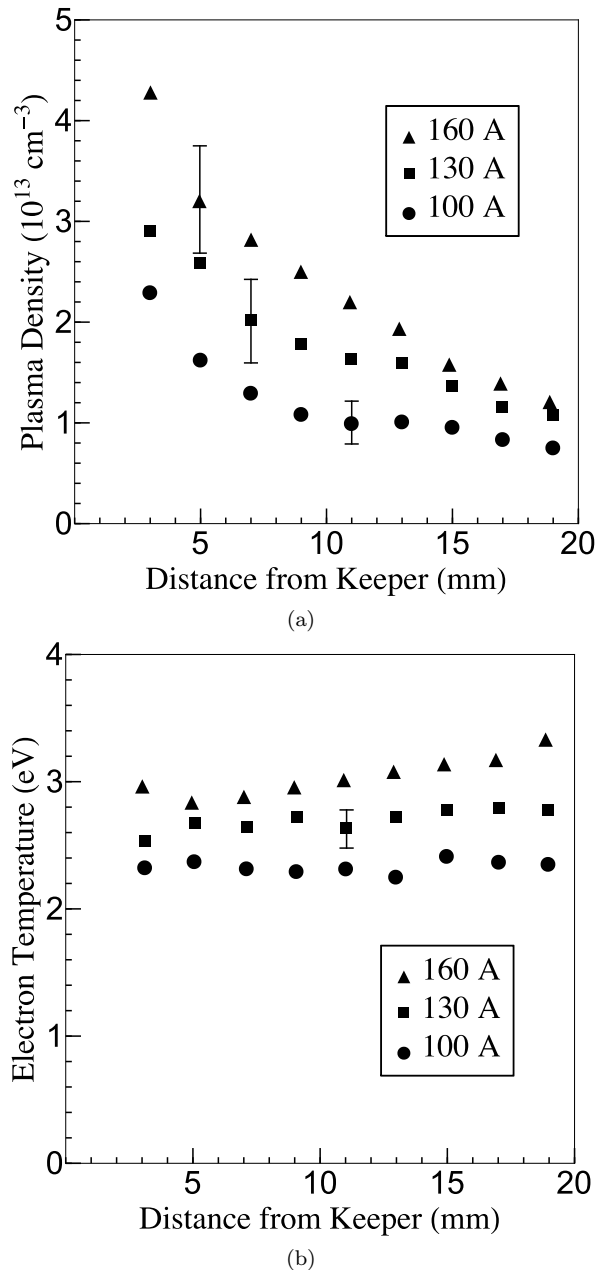 5
4
3
2
1
0
Plasma Density (10¹³ cm⁻³)
160 A
130 A
100 A
5 10 15 20
Distance from Keeper (mm)
(a)
4
3
2
1
0
Electron Temperature (eV)
160 A
130 A
100 A
5 10 15 20
Distance from Keeper (mm)
(b)